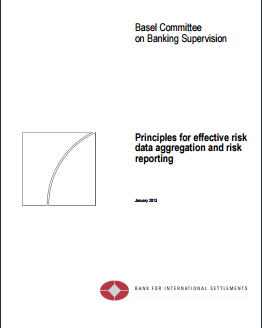 Basel Committee
on Banking Supervision
Principles for effective risk
data aggregation and risk
reporting
January 2013
BANK FOR INTERNATIONAL SETTLEMENTS